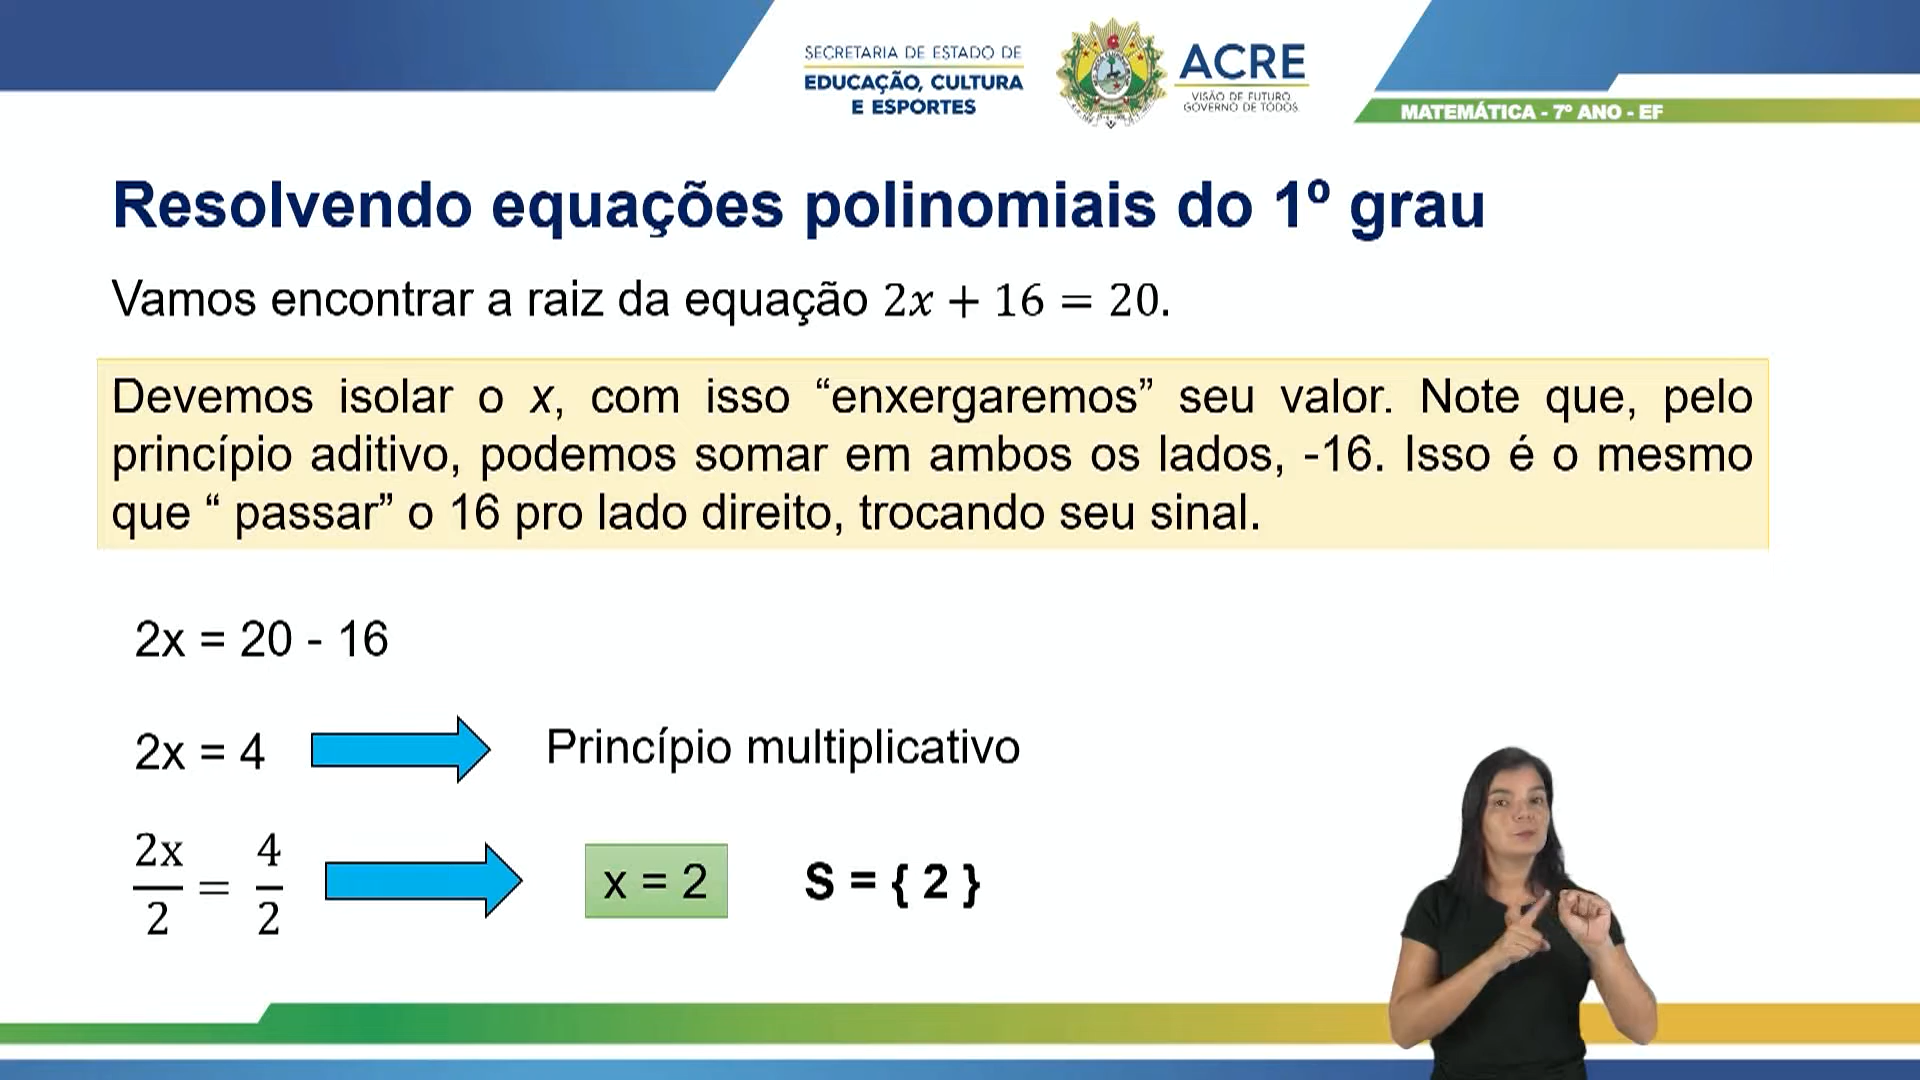 SECRETARIA DE ESTADO DE
EDUCAÇÃO, CULTURA
E ESPORTES
ACRE
VISÃO DE FUTURO.
GOVERNO DE TODOS.
MATEMÁTICA - 7º ANO - EF
Resolvendo equações polinomiais do 1º grau
Vamos encontrar a raiz da equação 2x + 16 = 20.
Devemos isolar o x, com isso “enxergaremos” seu valor. Note que, pelo
princípio aditivo, podemos somar em ambos os lados, -16. Isso é o mesmo
que “ passar” o 16 pro lado direito, trocando seu sinal.
2x = 20 - 16
2x = 4
Princípio multiplicativo
2x/2 = 4/2
x = 2
S = { 2 }